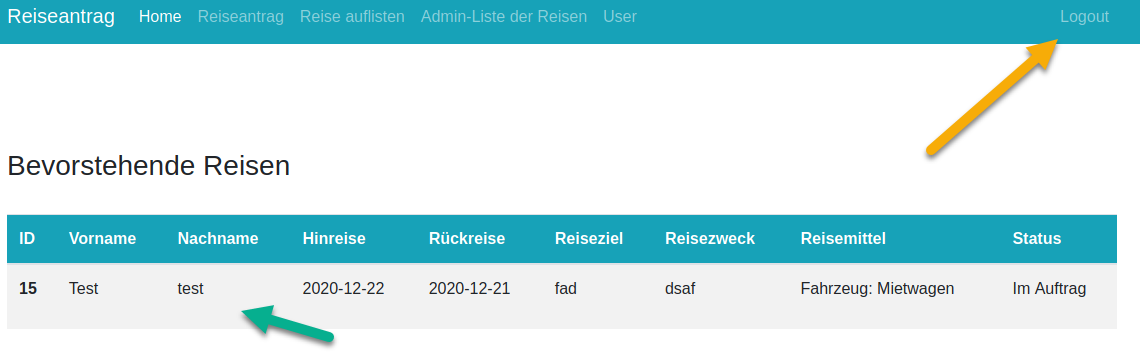 Reiseantrag Home Reiseantrag Reise auflisten Admin-Liste der Reisen User Logout
Bevorstehende Reisen
ID Vorname Nachname Hinreise Rückreise Reiseziel Reisezweck Reisemittel Status
15 Test test 2020-12-22 2020-12-21 fad dsaf Fahrzeug: Mietwagen Im Auftrag